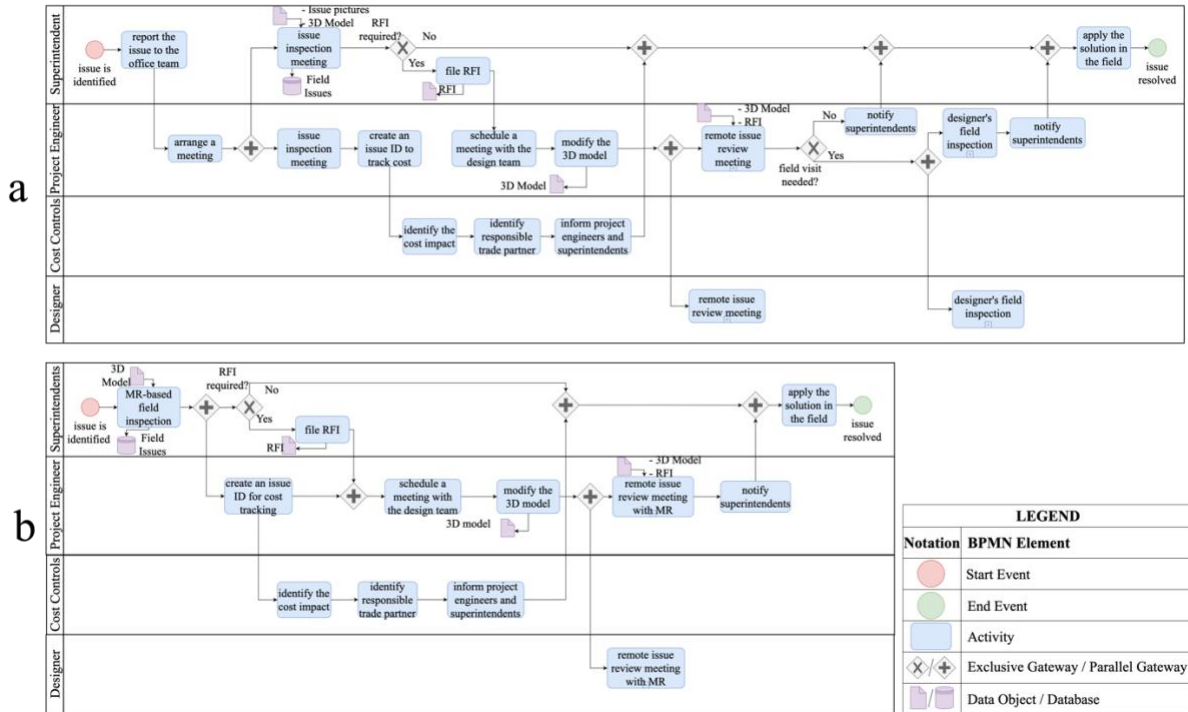 a
Superintendent
issue is
identified
report the
issue to the
office team
- Issue pictures
- 3D Model
issue
inspection
meeting
Field
Issues
RFI
required?
No
Yes
file RFI
RFI
apply the
solution in
the field
issue
resolved
Project Engineer
arrange a
meeting
issue
inspection
meeting
create an
issue ID to
track cost
schedule a
meeting with
the design team
modify the
3D model
3D Model
- 3D Model
- RFI
remote issue
review
meeting
No
Yes
field visit
needed?
notify
superintendents
designer's
field
inspection
notify
superintendents
Cost Controls
identify the
cost impact
identify
responsible
trade partner
inform project
engineers and
superintendents
Designer
remote issue
review meeting
designer's field
inspection
b
Superintendents
issue is
identified
3D
Model
MR-based
field
inspection
Field
Issues
RFI
required?
No
Yes
file RFI
RFI
apply the
solution in
the field
issue
resolved
Project Engineer
create an issue
ID for cost
tracking
schedule a
meeting with
the design team
modify the
3D model
3D model
- 3D Model
- RFI
remote issue
review meeting
with MR
notify
superintendents
Cost Controls
identify the
cost impact
identify
responsible
trade partner
inform project
engineers and
superintendents
Designer
remote issue
review meeting
with MR
LEGEND
Notation BPMN Element
Start Event
End Event
Activity
/ Exclusive Gateway / Parallel Gateway
/ Data Object / Database